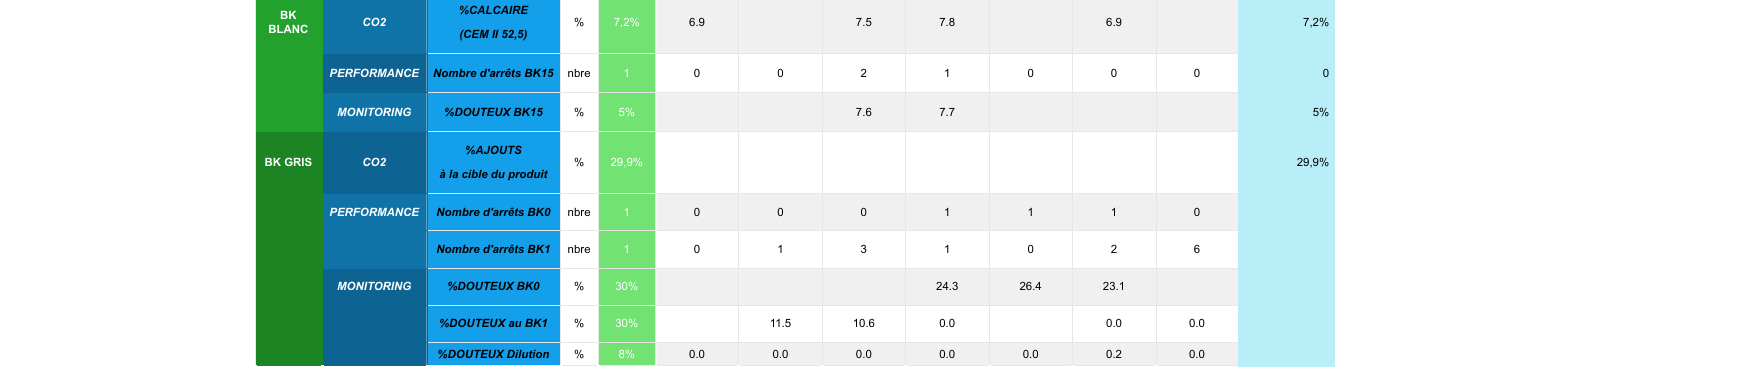 BK BLANC CO2 %CALCAIRE (CEM II 52,5) % 7,2% 6.9 7.5 7.8 6.9 7,2%
PERFORMANCE Nombre d'arrêts BK15 nbre 1 0 0 2 1 0 0 0 0
MONITORING %DOUTEUX BK15 % 5% 7.6 7.7 5%
BK GRIS CO2 %AJOUTS à la cible du produit % 29,9% 29,9%
PERFORMANCE Nombre d'arrêts BK0 nbre 1 0 0 0 1 1 1 0
Nombre d'arrêts BK1 nbre 1 0 1 3 1 0 2 6
MONITORING %DOUTEUX BK0 % 30% 24.3 26.4 23.1
%DOUTEUX au BK1 % 30% 11.5 10.6 0.0 0.0 0.0
%DOUTEUX Dilution % 8% 0.0 0.0 0.0 0.0 0.0 0.2 0.0